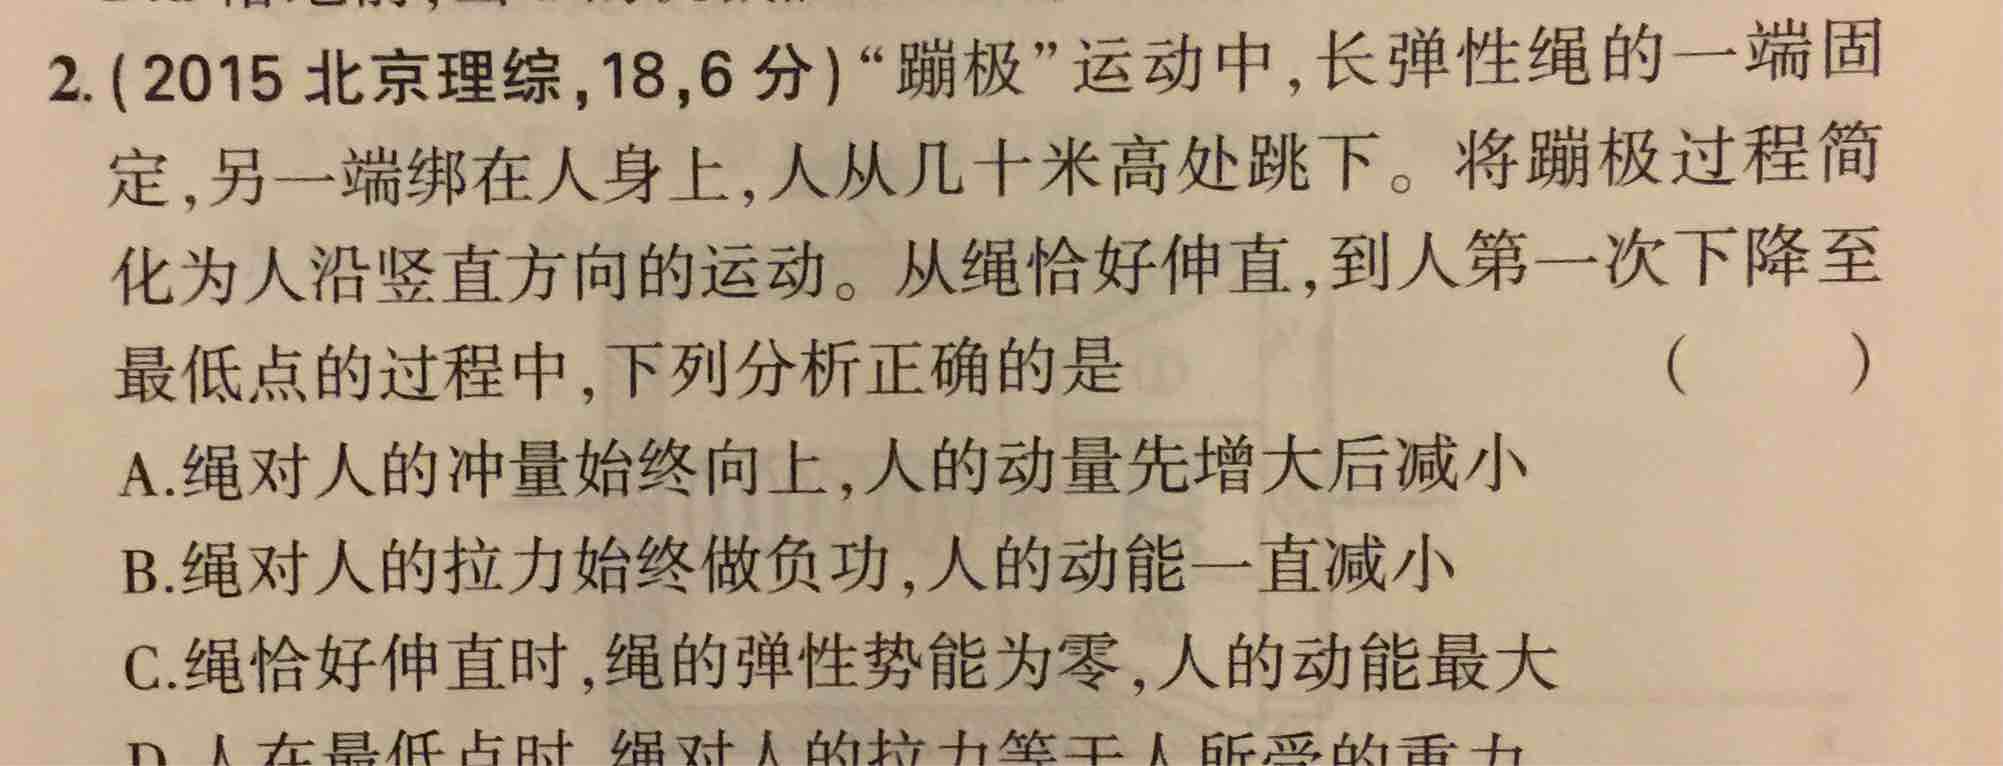 2.(2015 北京理综,18,6 分)“蹦极”运动中,长弹性绳的一端固
定,另一端绑在人身上,人从几十米高处跳下。将蹦极过程简
化为人沿竖直方向的运动。从绳恰好伸直,到人第一次下降至
最低点的过程中,下列分析正确的是 ( )
A.绳对人的冲量始终向上,人的动量先增大后减小
B.绳对人的拉力始终做负功,人的动能一直减小
C.绳恰好伸直时,绳的弹性势能为零,人的动能最大
D.人在最低点时,绳对人的拉力等于人所受的重力